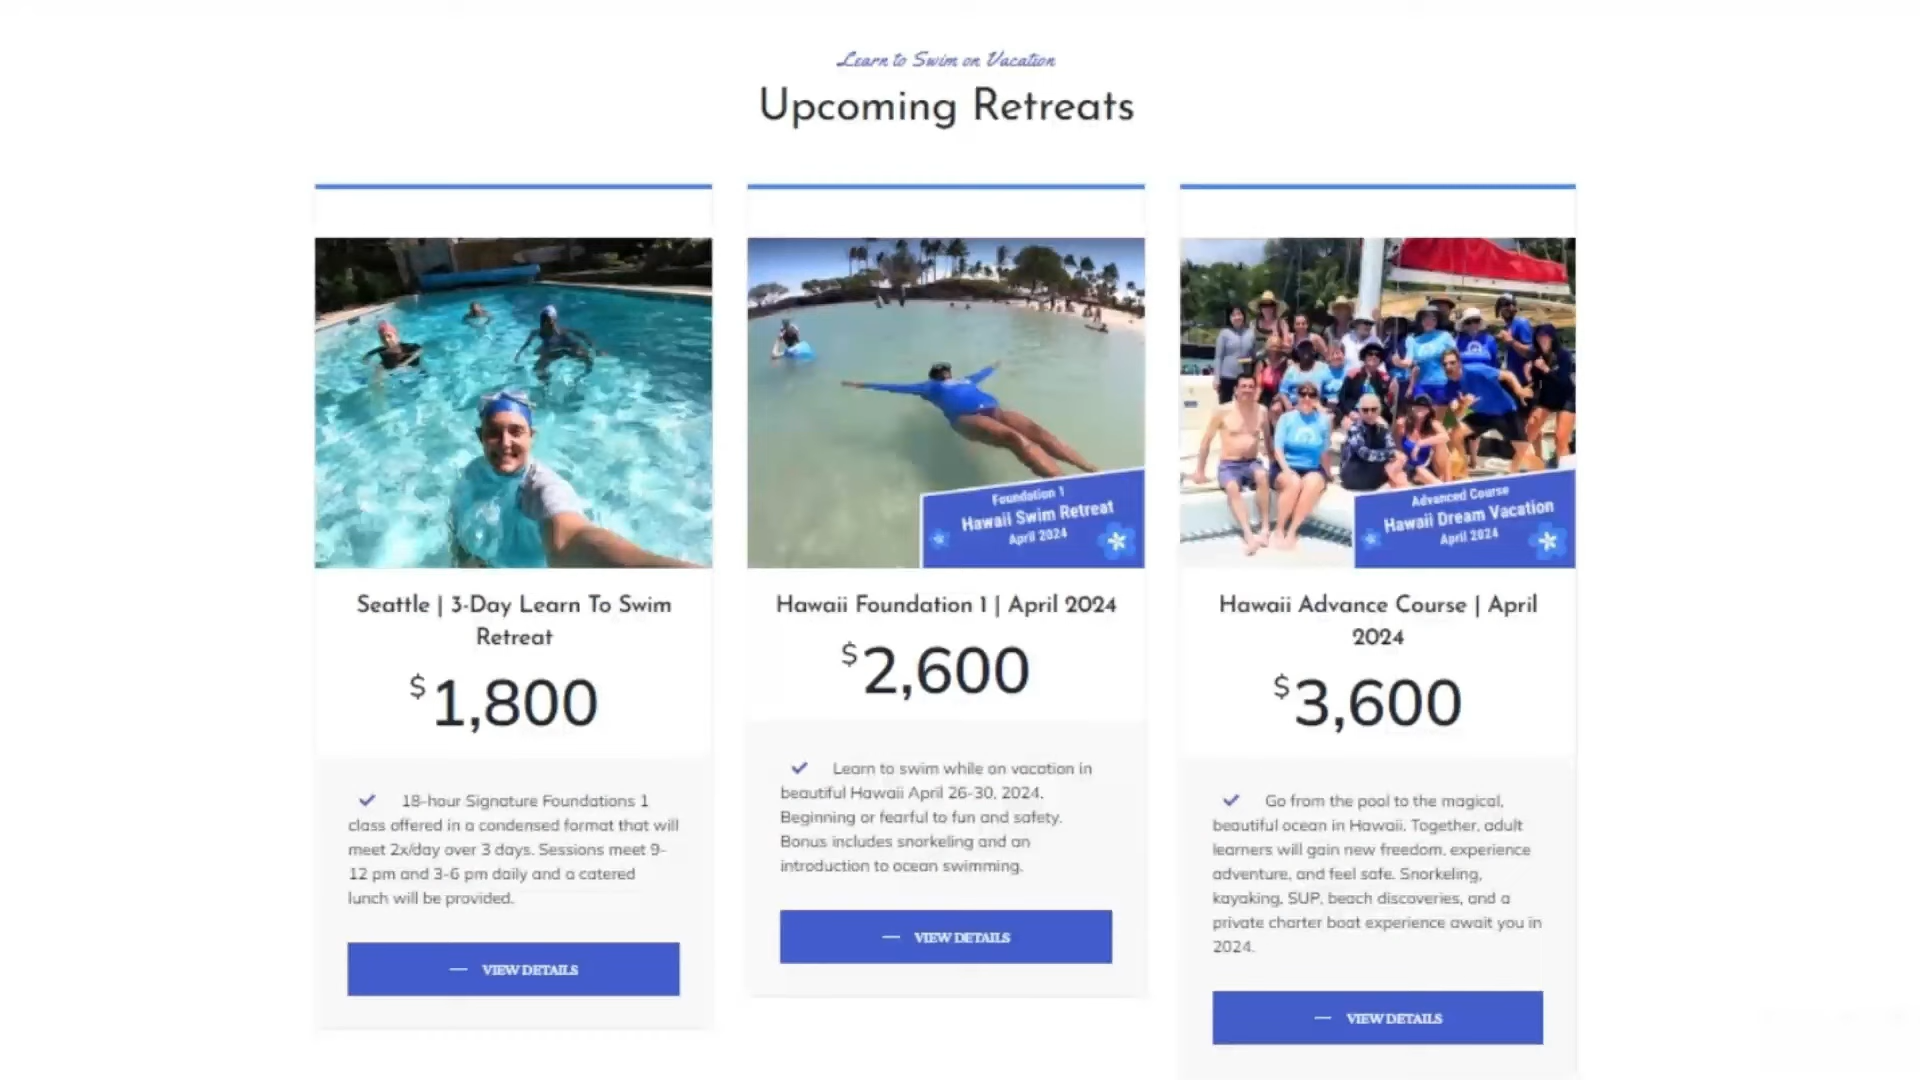 Learn to Swim on Vacation
Upcoming Retreats
Foundation 1
Hawaii Swim Retreat
April 2024
Advanced Course
Hawaii Dream Vacation
April 2024
Seattle | 3-Day Learn To Swim
Retreat
$1,800
18-hour Signature Foundations 1
class offered in a condensed format that will
meet 2x/day over 3 days. Sessions meet 9-
12 pm and 3-6 pm daily and a catered
lunch will be provided.
VIEW DETAILS
Hawaii Foundation 1 | April 2024
$2,600
Learn to swim while on vacation in
beautiful Hawaii April 26-30, 2024.
Beginning or fearful to fun and safety.
Bonus includes snorkeling and an
introduction to ocean swimming.
VIEW DETAILS
Hawaii Advance Course | April
2024
$3,600
Go from the pool to the magical,
beautiful ocean in Hawaii. Together, adult
learners will gain new freedom, experience
adventure, and feel safe. Snorkeling,
kayaking, SUP, beach discoveries, and a
private charter boat experience await you in
2024.
VIEW DETAILS